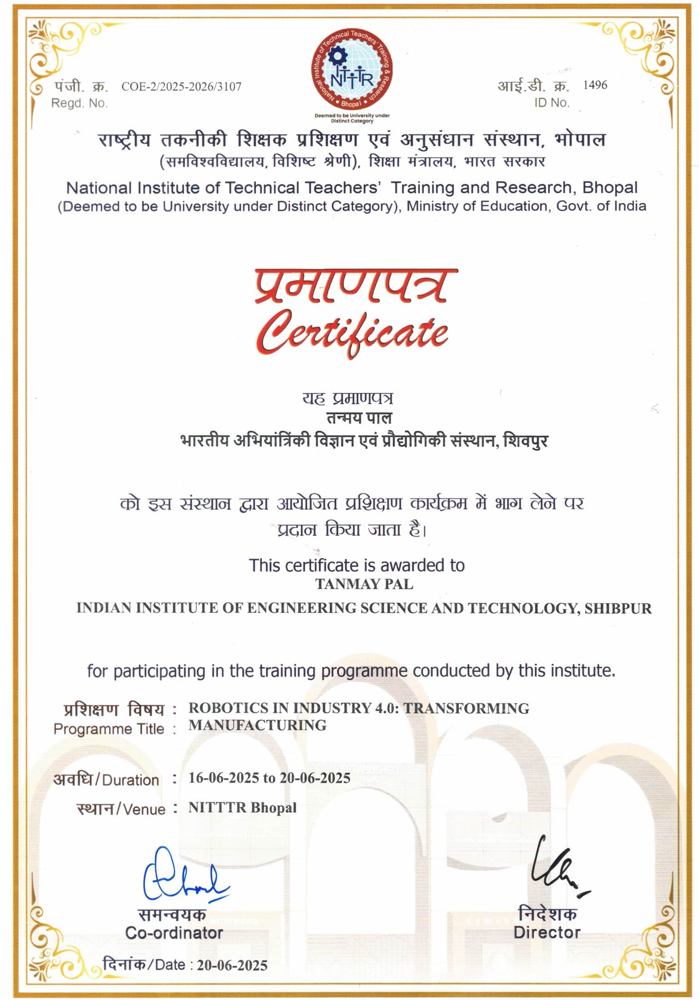 National Institute of Technical Teachers' Training & Research
NITTTR
• Bhopal •
Deemed to be University under
Distinct Category
पंजी. क्र. COE-2/2025-2026/3107
Regd. No.
आई.डी. क्र. 1496
ID No.
राष्ट्रीय तकनीकी शिक्षक प्रशिक्षण एवं अनुसंधान संस्थान, भोपाल
(समविश्वविद्यालय, विशिष्ट श्रेणी), शिक्षा मंत्रालय, भारत सरकार
National Institute of Technical Teachers' Training and Research, Bhopal
(Deemed to be University under Distinct Category), Ministry of Education, Govt. of India
प्रमाणपत्र
Certificate
यह प्रमाणपत्र
तन्मय पाल
भारतीय अभियांत्रिंकी विज्ञान एवं प्रौद्योगिकी संस्थान, शिवपुर
को इस संस्थान द्वारा आयोजित प्रशिक्षण कार्यक्रम में भाग लेने पर
प्रदान किया जाता है।
This certificate is awarded to
TANMAY PAL
INDIAN INSTITUTE OF ENGINEERING SCIENCE AND TECHNOLOGY, SHIBPUR
for participating in the training programme conducted by this institute.
प्रशिक्षण विषय : ROBOTICS IN INDUSTRY 4.0: TRANSFORMING
Programme Title : MANUFACTURING
ESTABLISHED
अवधि/Duration : 16-06-2025 to 20-06-2025
स्थान/Venue : NITTTR Bhopal
समन्वयक
Co-ordinator
निदेशक
Director
दिनांक/Date : 20-06-2025